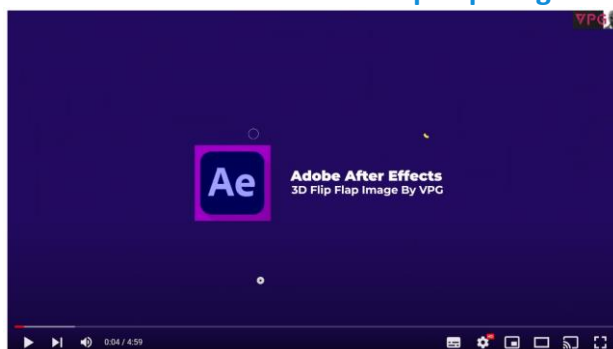 VPG
Ae
Adobe After Effects
3D Flip Flap Image By VPG
0:04 / 4:59